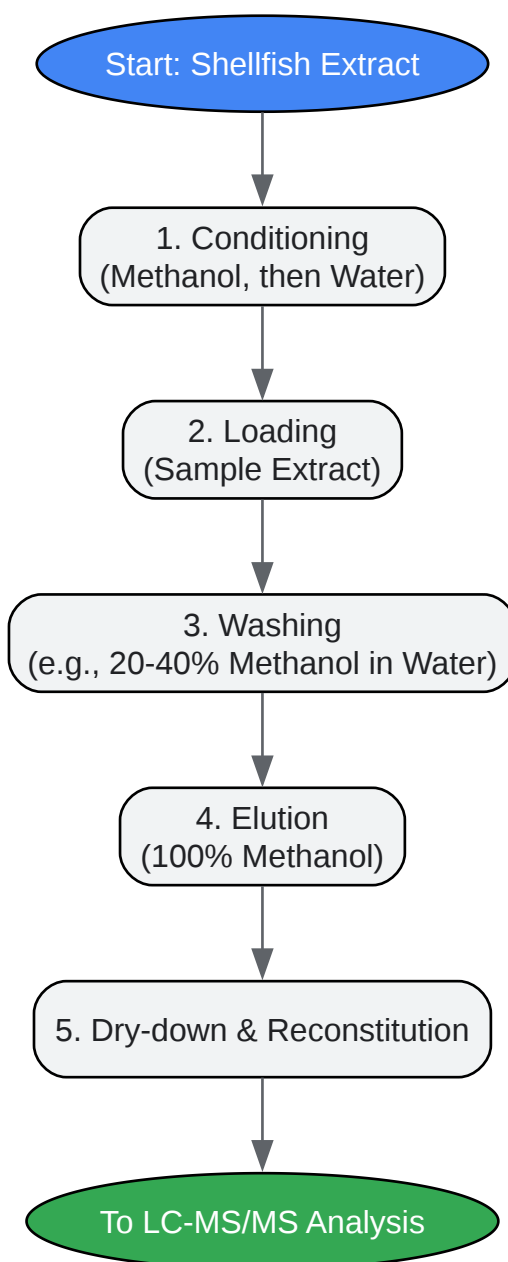 Start: Shellfish Extract
1. Conditioning
(Methanol, then Water)
2. Loading
(Sample Extract)
3. Washing
(e.g., 20-40% Methanol in Water)
4. Elution
(100% Methanol)
5. Dry-down & Reconstitution
To LC-MS/MS Analysis